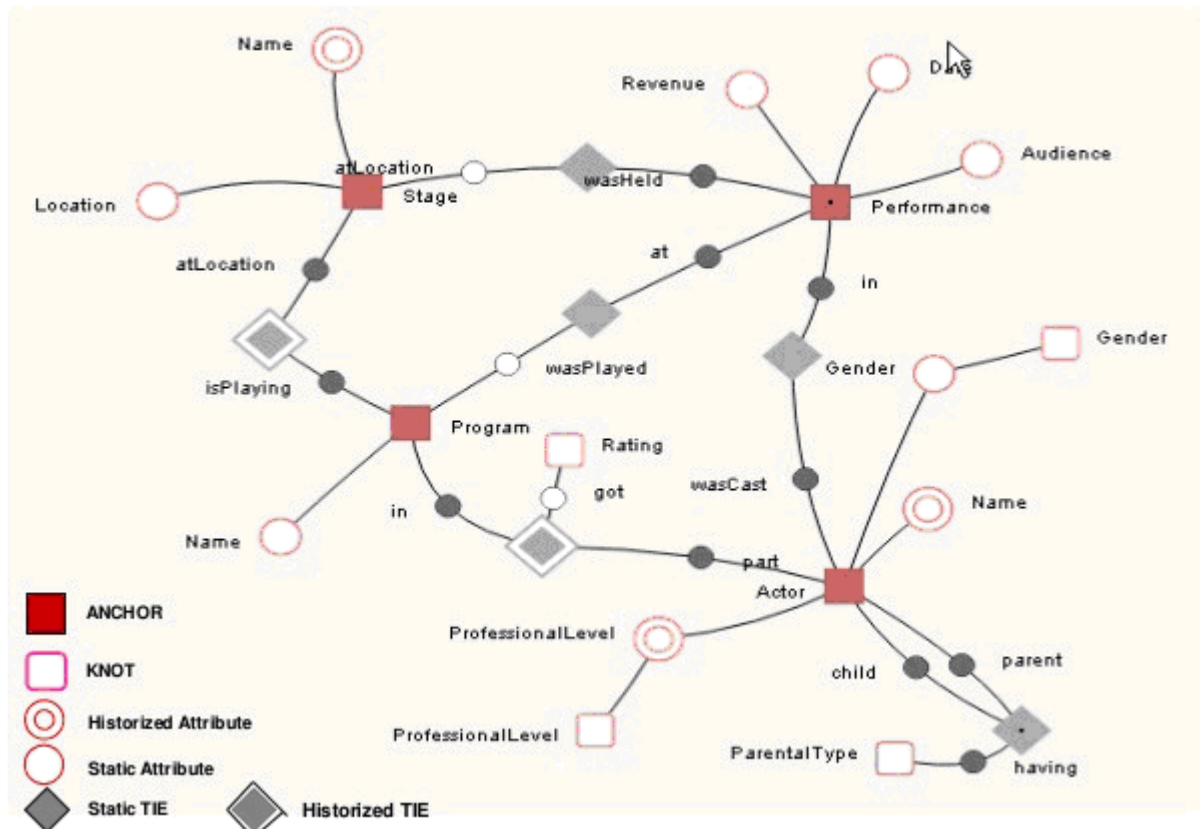 Name
Revenue
Audience
atLocation
wasHeld
Location
Stage
Performance
atLocation
at
in
Gender
wasPlayed
Gender
isPlaying
Program
Rating
wasCast
got
in
Name
Name
part
Actor
ANCHOR
ProfessionalLevel
parent
child
KNOT
Historized Attribute
ProfessionalLevel
ParentalType
having
Static Attribute
Static TIE
Historized TIE